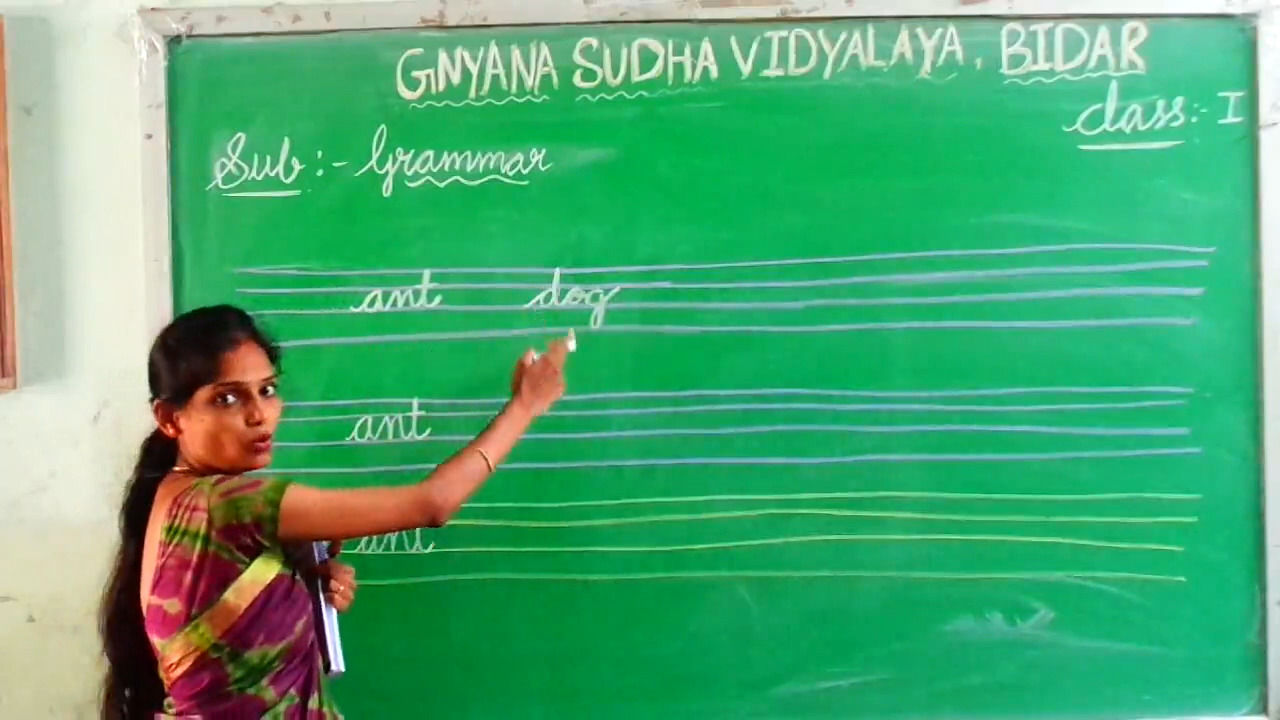 GNYANA SUDHA VIDYALAYA, BIDAR
class:- I
Sub:- Grammar
ant dog
ant
ant